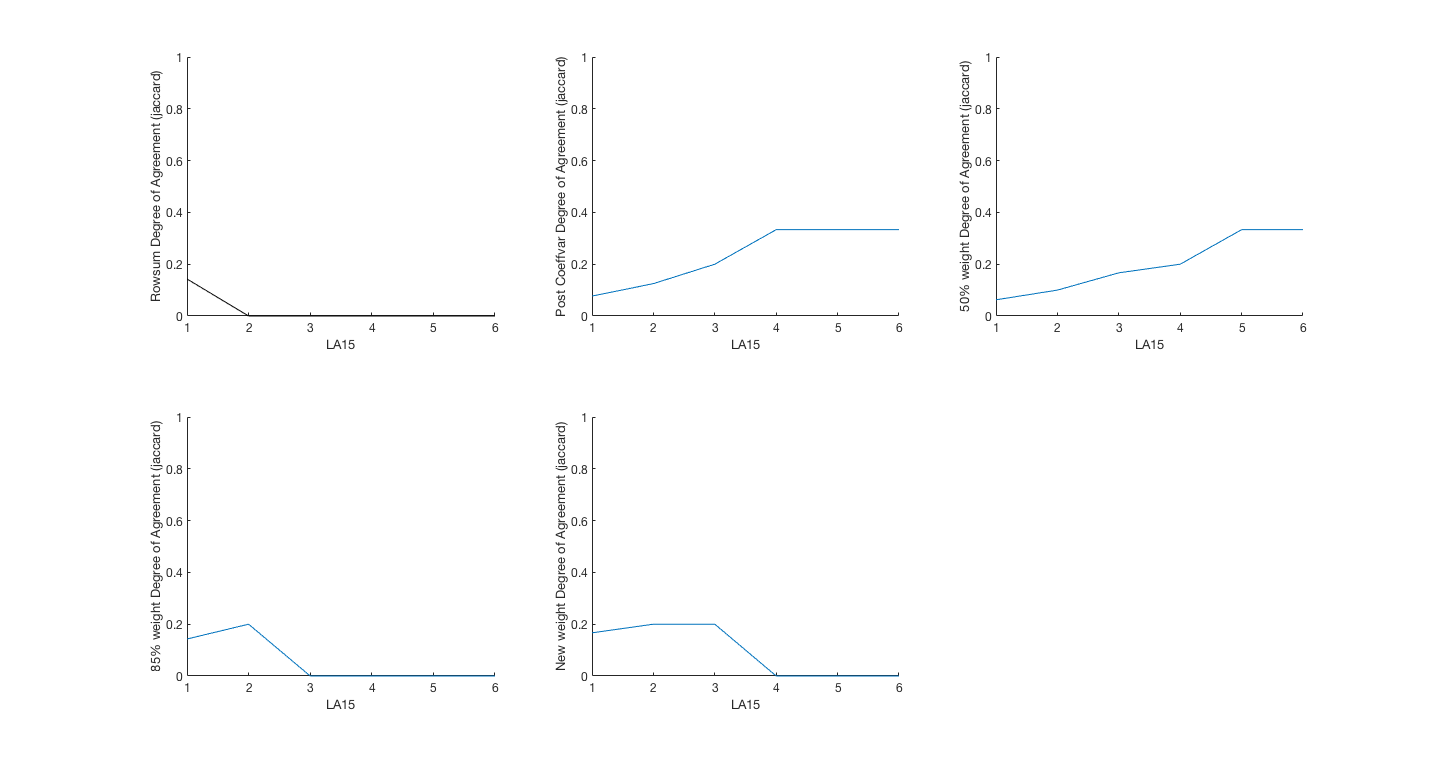 Rowsum Degree of Agreement (jaccard)
1
0.8
0.6
0.4
0.2
0
1 2 3 4 5 6
LA15
Post Coeffvar Degree of Agreement (jaccard)
1
0.8
0.6
0.4
0.2
0
1 2 3 4 5 6
LA15
50% weight Degree of Agreement (jaccard)
1
0.8
0.6
0.4
0.2
0
1 2 3 4 5 6
LA15
85% weight Degree of Agreement (jaccard)
1
0.8
0.6
0.4
0.2
0
1 2 3 4 5 6
LA15
New weight Degree of Agreement (jaccard)
1
0.8
0.6
0.4
0.2
0
1 2 3 4 5 6
LA15